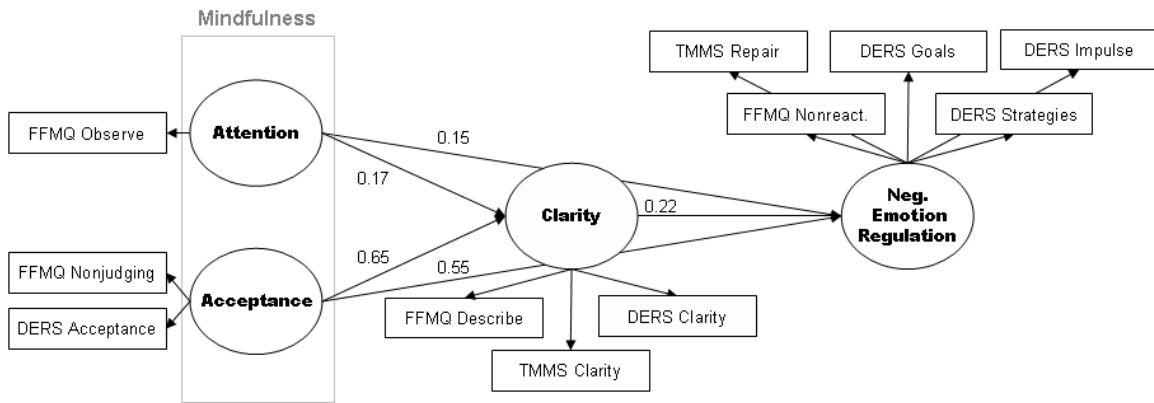 Mindfulness
TMMS Repair
DERS Goals
DERS Impulse
FFMQ Observe
Attention
FFMQ Nonreact.
DERS Strategies
0.15
0.17
Clarity
0.22
Neg.
Emotion
Regulation
FFMQ Nonjudging
0.65
0.55
Acceptance
DERS Acceptance
FFMQ Describe
DERS Clarity
TMMS Clarity